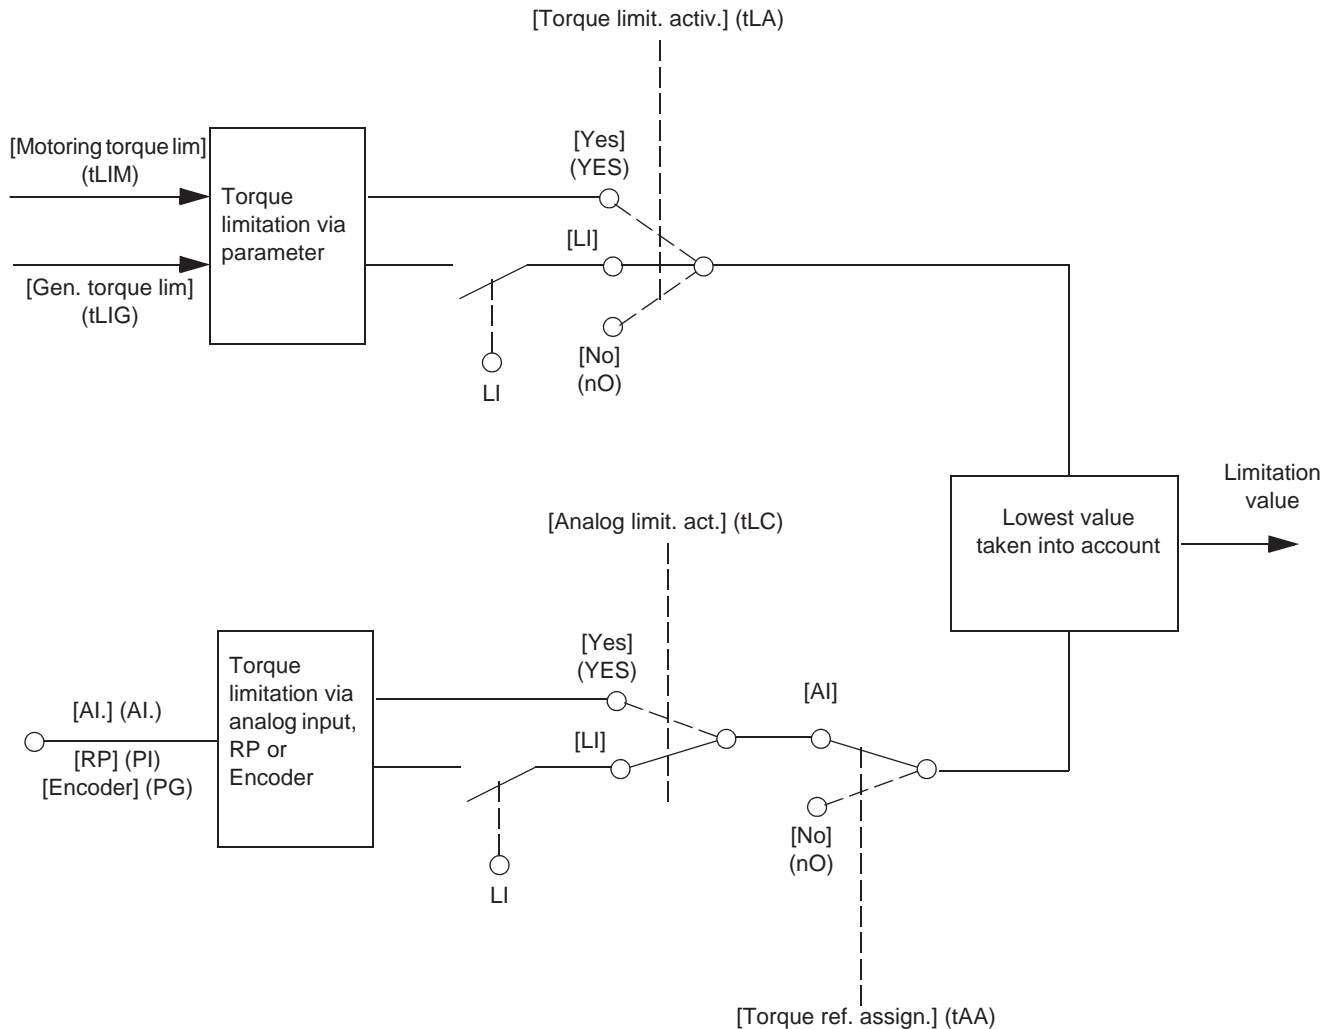 [Torque limit. activ.] (tLA)
[Motoring torque lim]
(tLIM)
[Gen. torque lim]
(tLIG)
Torque
limitation via
parameter
[Yes]
(YES)
[LI]
[No]
(nO)
LI
Lowest value
taken into account
Limitation
value
[Analog limit. act.] (tLC)
[AI.] (AI.)
[RP] (PI)
[Encoder] (PG)
Torque
limitation via
analog input,
RP or
Encoder
[Yes]
(YES)
[LI]
LI
[AI]
[No]
(nO)
[Torque ref. assign.] (tAA)